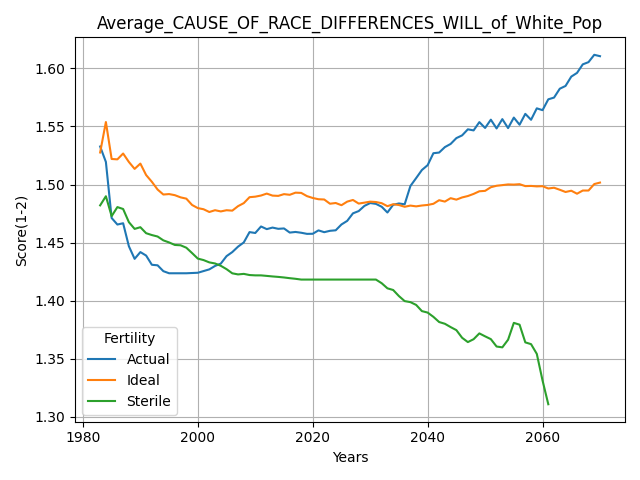 Average_CAUSE_OF_RACE_DIFFERENCES_WILL_of_White_Pop
1.60
1.55
1.50
1.45
1.40
1.35
1.30
Score(1-2)
Fertility
Actual
Ideal
Sterile
1980
2000
2020
2040
2060
Years